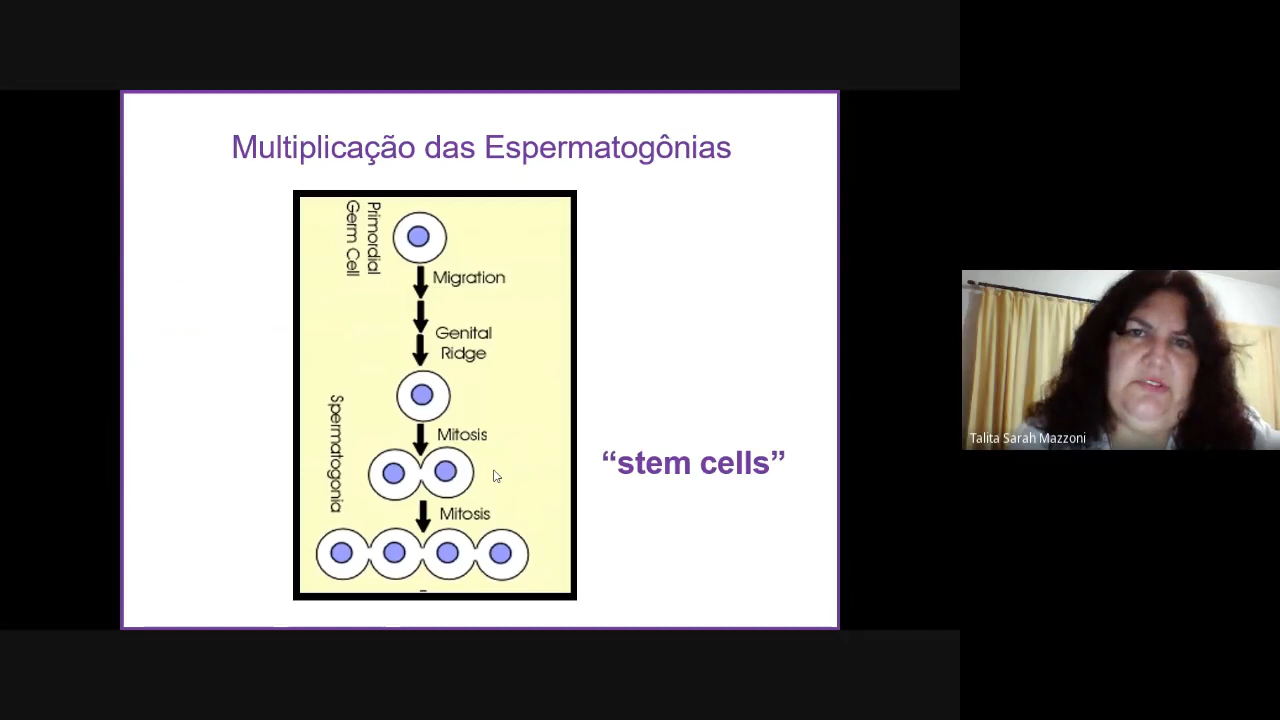 Multiplicação das Espermatogônias
Primordial
Germ Cell
Migration
Genital
Ridge
Spermatogonia
Mitosis
Mitosis
“stem cells”
Talita Sarah Mazzoni